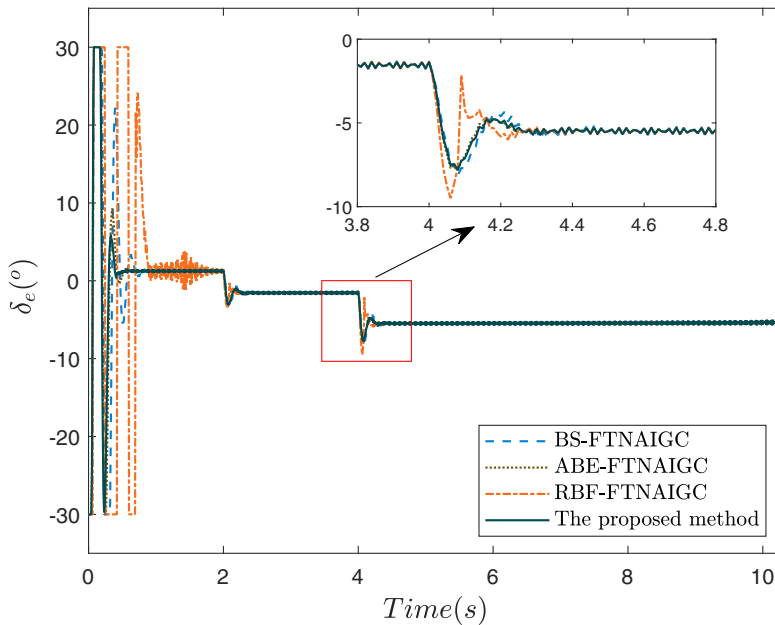 30
20
10
0
-10
-20
-30
δe(o)
0
-5
-10
3.8 4 4.2 4.4 4.6 4.8
BS-FTNAIGC
ABE-FTNAIGC
RBF-FTNAIGC
The proposed method
0 2 4 6 8 10
Time(s)